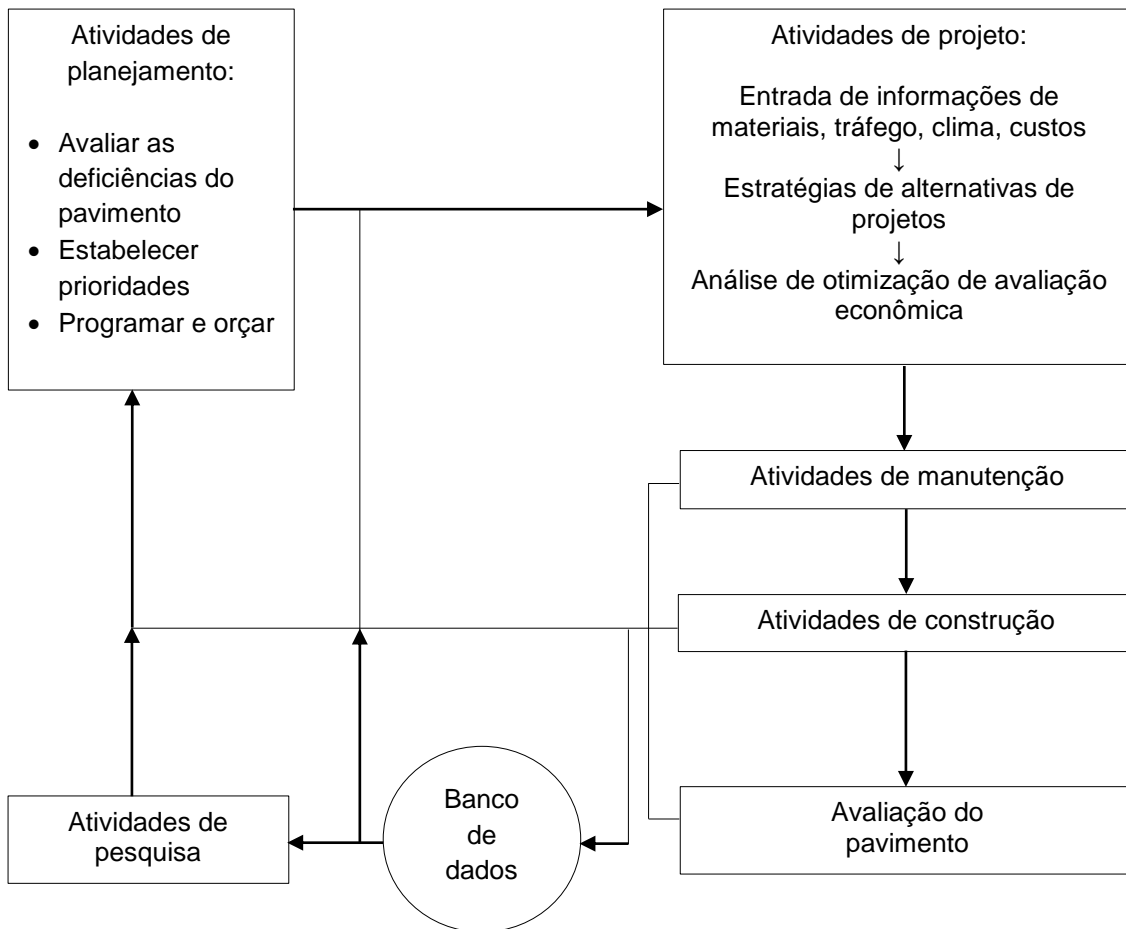 Atividades de
planejamento:
• Avaliar as
deficiências do
pavimento
• Estabelecer
prioridades
• Programar e orçar
Atividades de projeto:
Entrada de informações de
materiais, tráfego, clima, custos
↓
Estratégias de alternativas de
projetos
↓
Análise de otimização de avaliação
econômica
Atividades de manutenção
Atividades de construção
Avaliação do
pavimento
Banco
de
dados
Atividades de
pesquisa